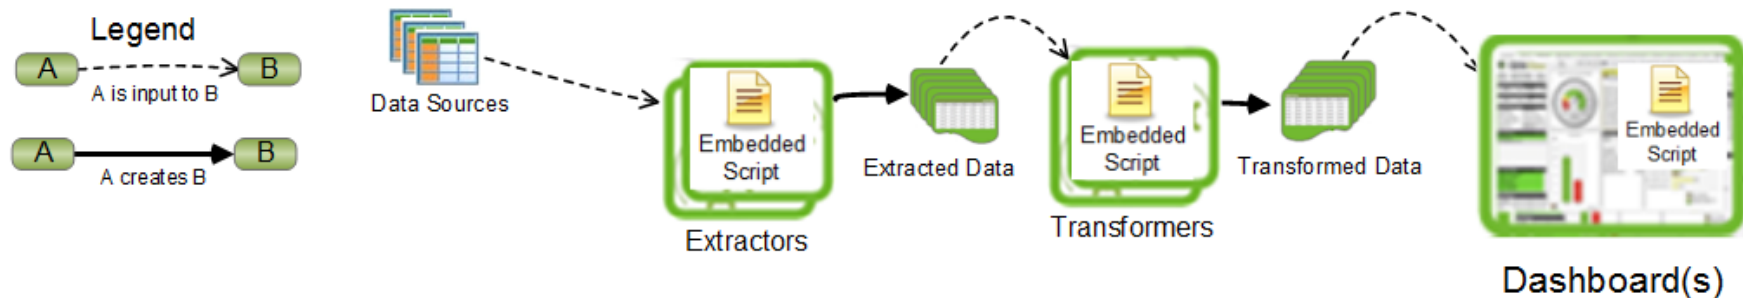 Legend
A
B
A is input to B
A
B
A creates B
Data Sources
Embedded
Script
Extractors
Extracted Data
Embedded
Script
Transformers
Transformed Data
Embedded
Script
Dashboard(s)